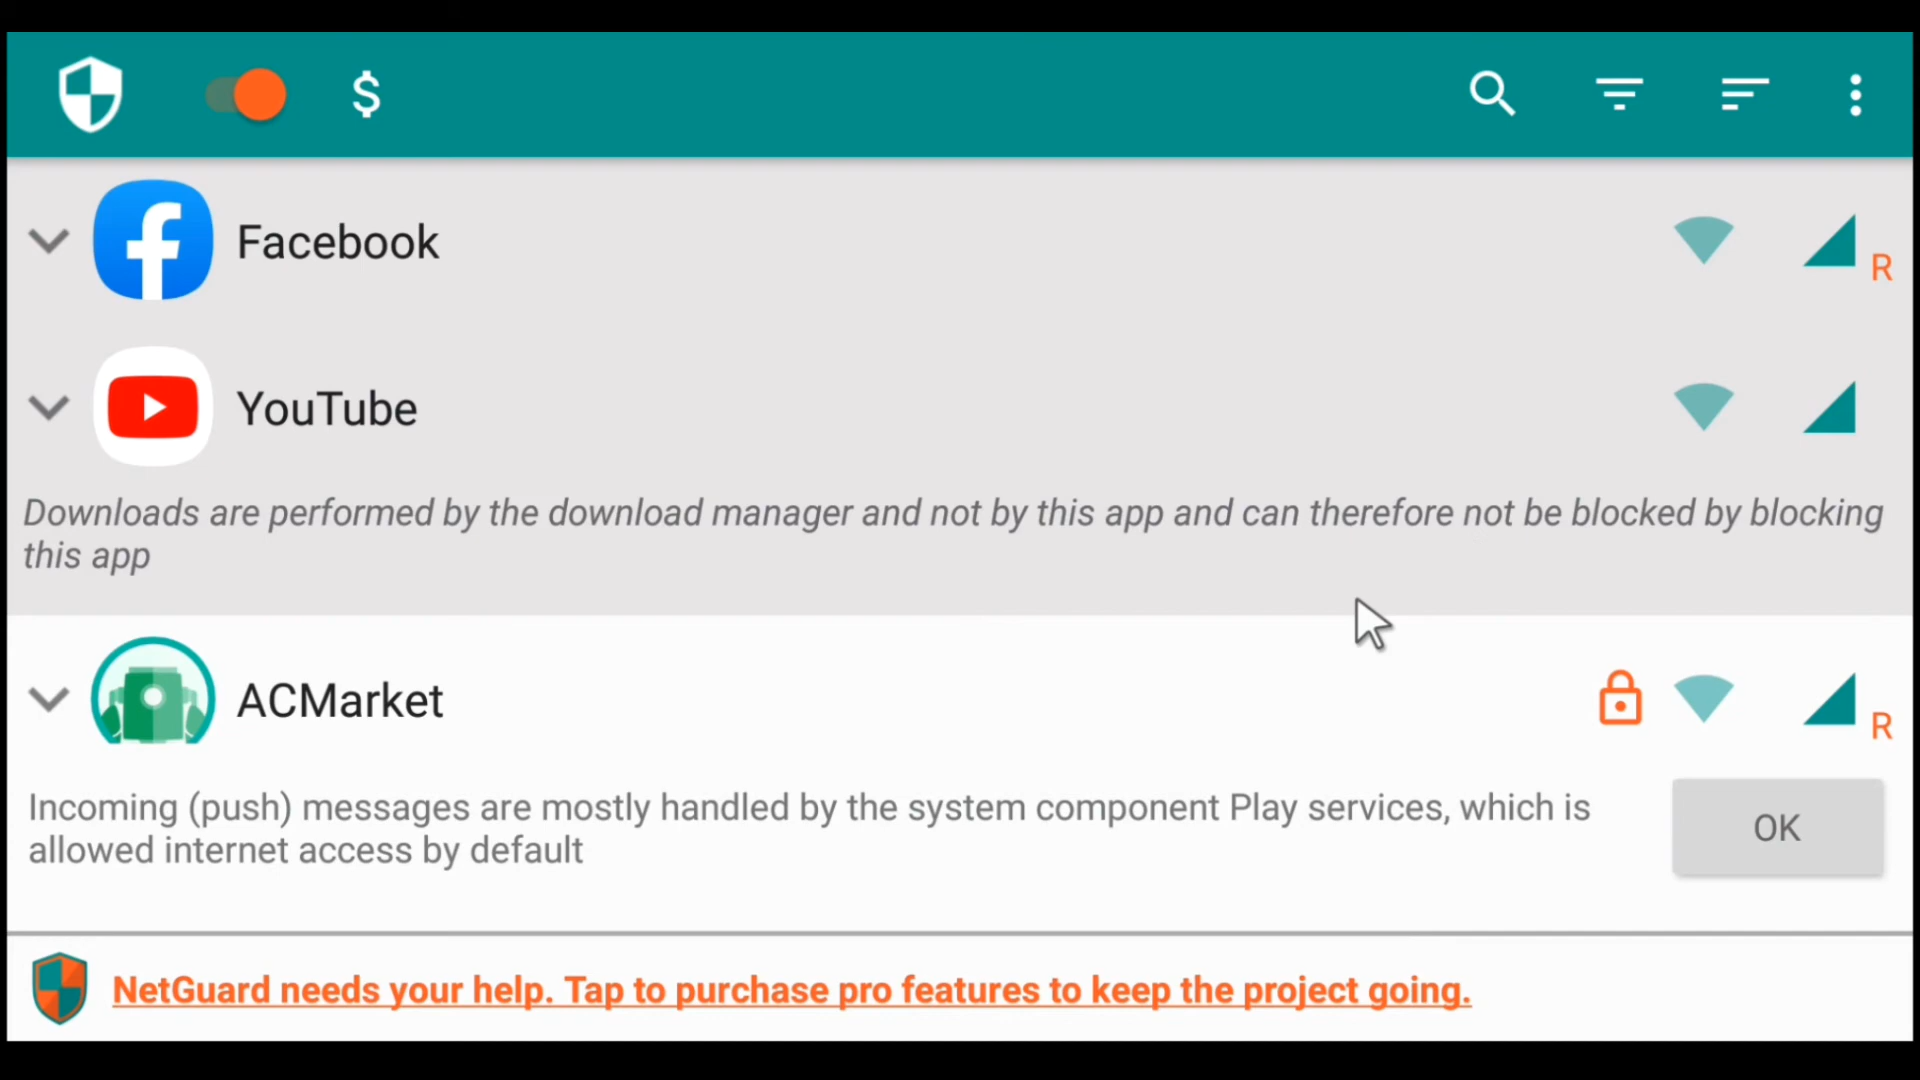 $
Facebook
R
YouTube
Downloads are performed by the download manager and not by this app and can therefore not be blocked by blocking
this app
ACMarket
R
Incoming (push) messages are mostly handled by the system component Play services, which is
allowed internet access by default
OK
NetGuard needs your help. Tap to purchase pro features to keep the project going.